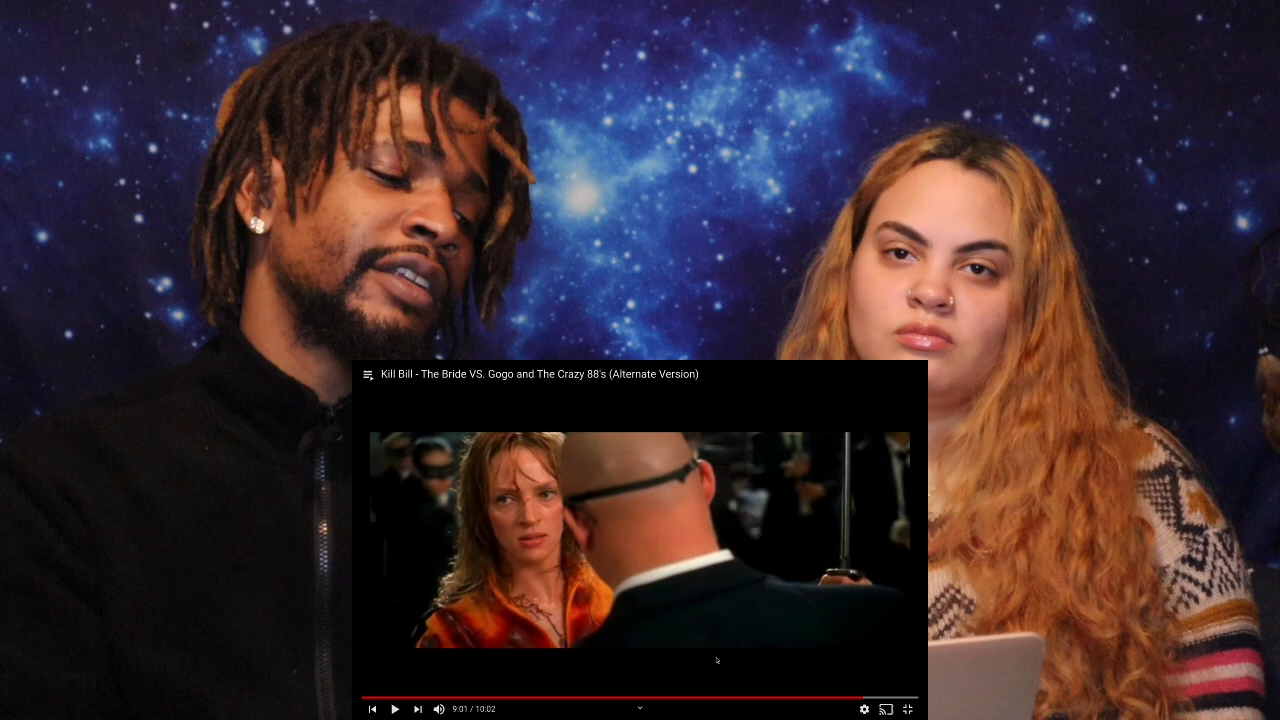 Kill Bill - The Bride VS. Gogo and The Crazy 88's (Alternate Version)
9:01 / 10:02